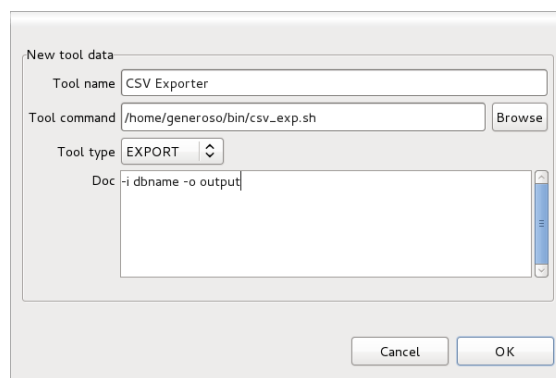 New tool data
Tool name CSV Exporter
Tool command /home/generoso/bin/csv_exp.sh Browse
Tool type EXPORT
Doc -i dbname -o output
Cancel OK